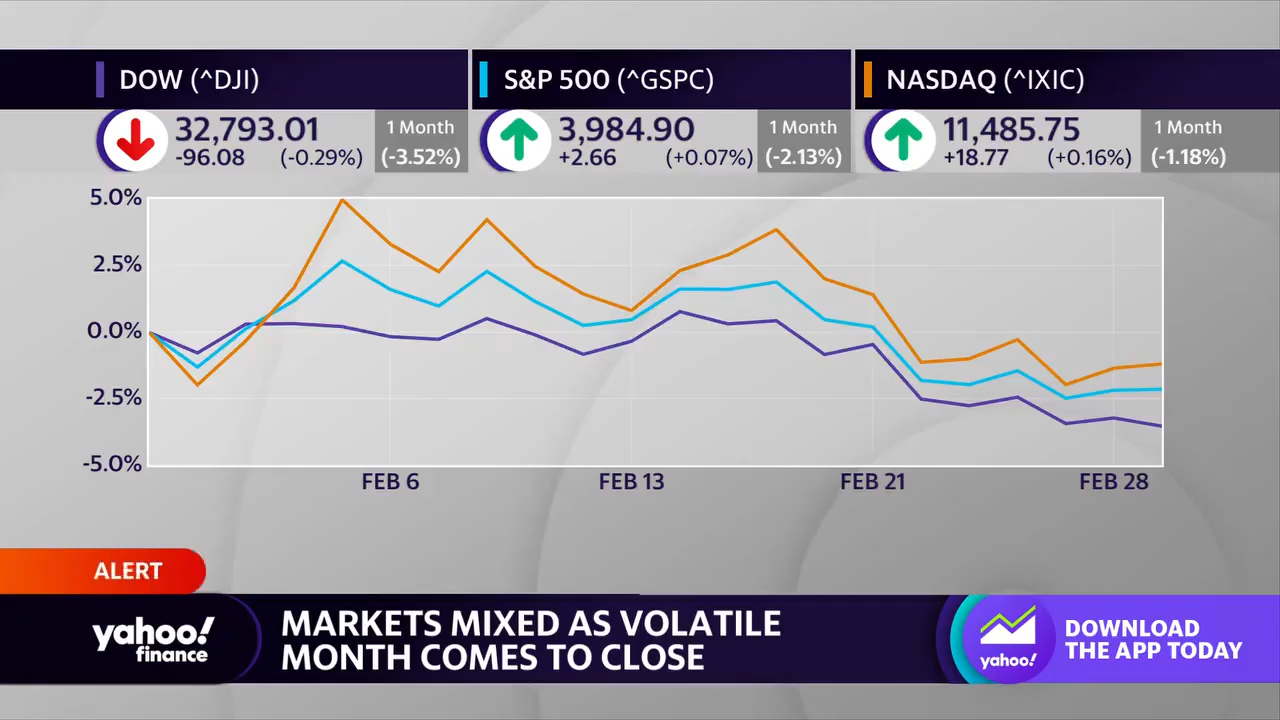 DOW (^DJI)
S&P 500 (^GSPC)
NASDAQ (^IXIC)
32,793.01
-96.08 (-0.29%)
1 Month
(-3.52%)
3,984.90
+2.66 (+0.07%)
1 Month
(-2.13%)
11,485.75
+18.77 (+0.16%)
1 Month
(-1.18%)
5.0%
2.5%
0.0%
-2.5%
-5.0%
FEB 6
FEB 13
FEB 21
FEB 28
ALERT
yahoo!
finance
MARKETS MIXED AS VOLATILE
MONTH COMES TO CLOSE
yahoo!
DOWNLOAD
THE APP TODAY